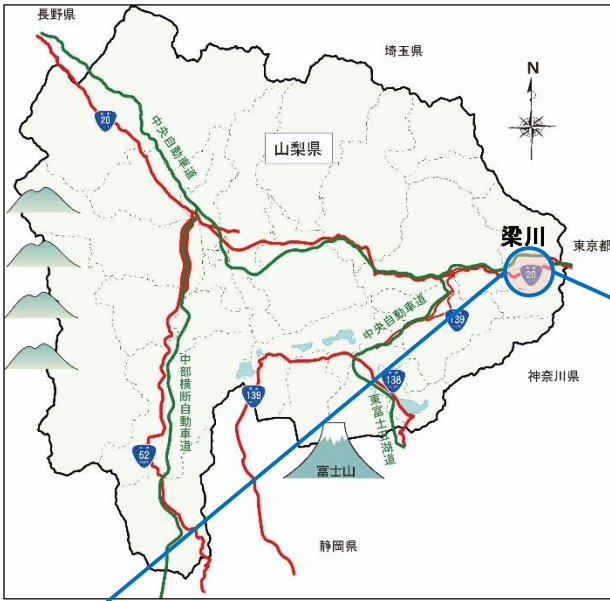 長野県
埼玉県
N
20
中央自動車道
山梨県
梁川
東京都
20
中央自動車道
139
神奈川県
138
139
中部横断自動車道
東富士五湖道
52
富士山
静岡県